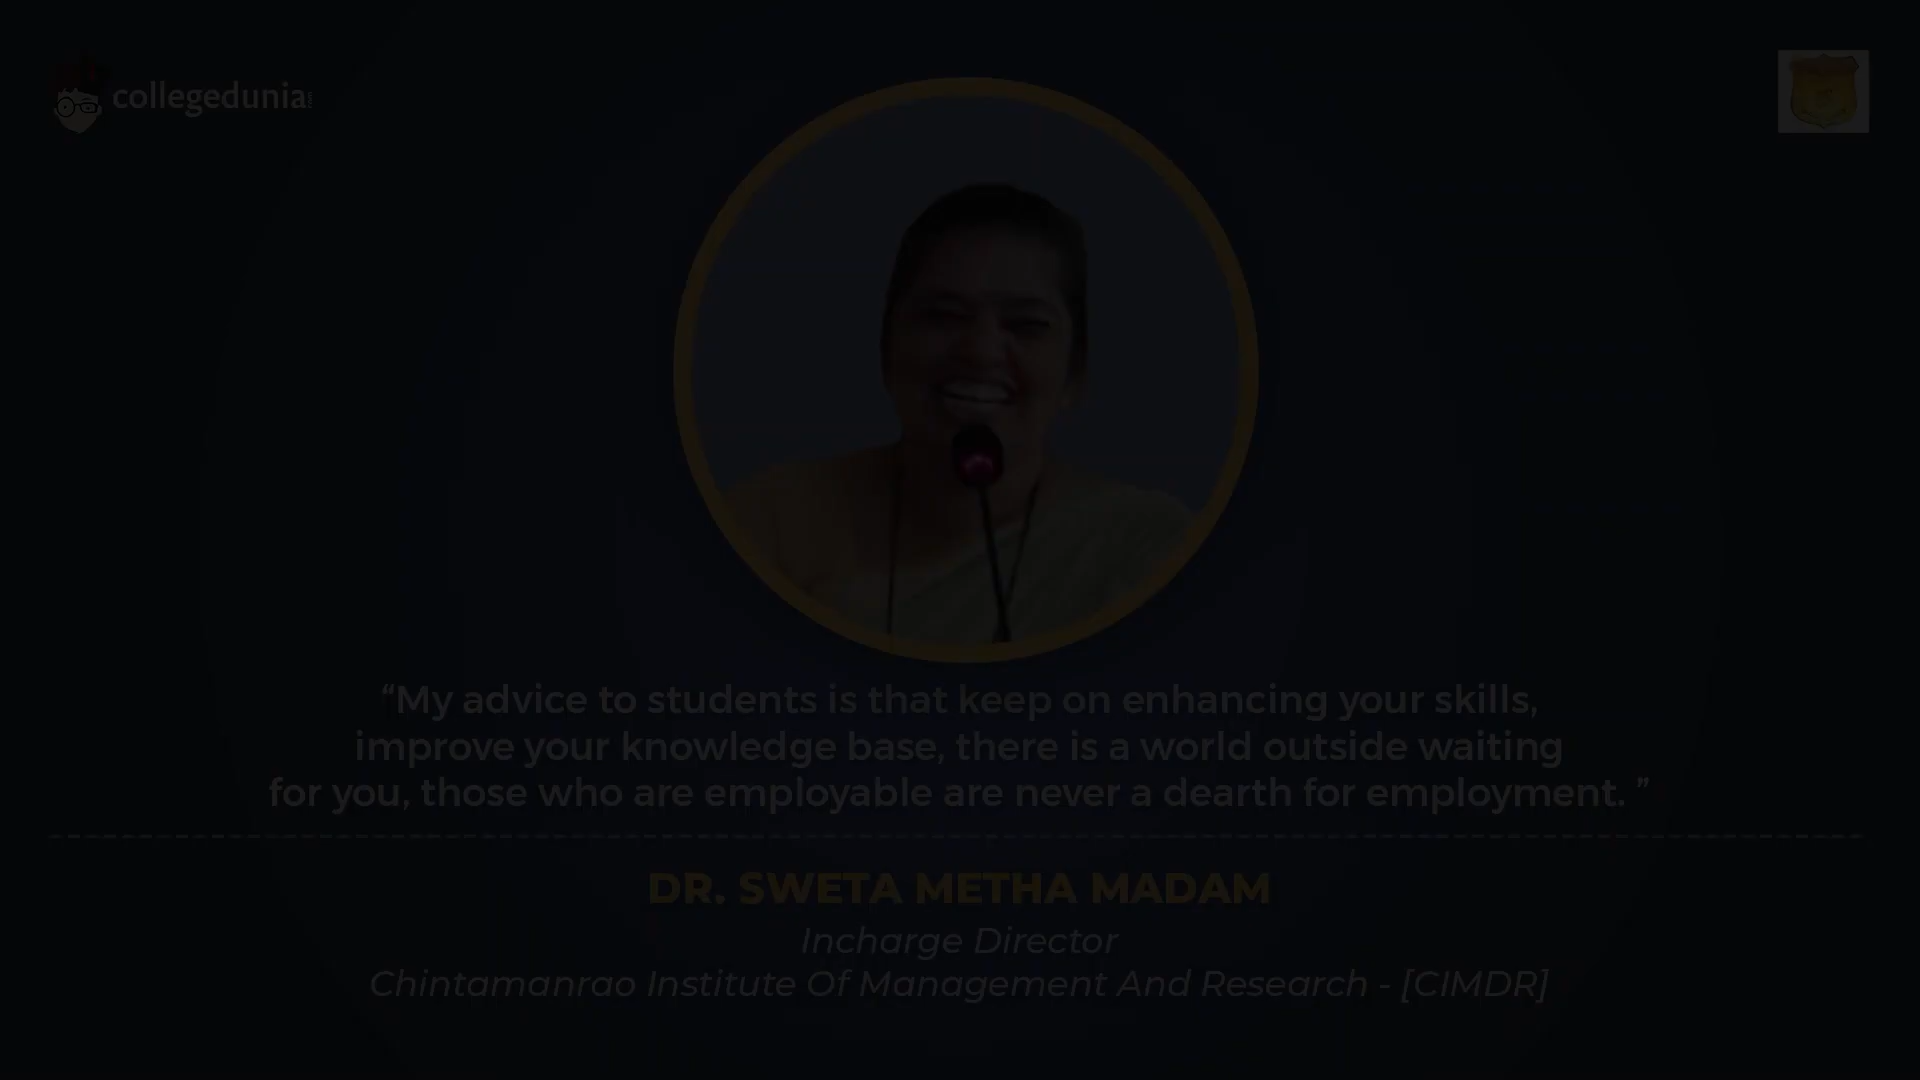 collegedunia
“My advice to students is that keep on enhancing your skills,
improve your knowledge base, there is a world outside waiting
for you, those who are employable are never a dearth for employment. ”
DR. SWETA METHA MADAM
Incharge Director
Chintamanrao Institute Of Management And Research - [CIMDR]